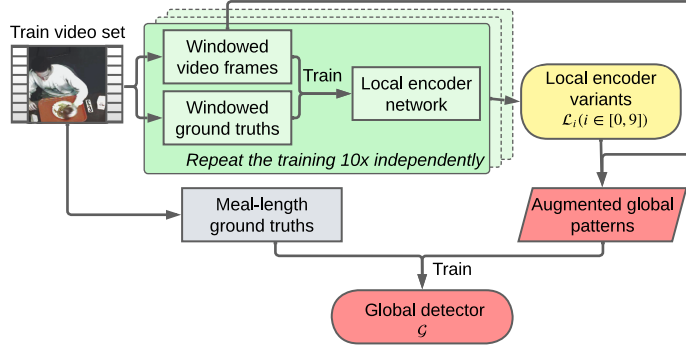 Train video set
Windowed
video frames
Train
Local encoder
network
Windowed
ground truths
Repeat the training 10x independently
Local encoder
variants
ℒᵢ(i ∈ [0, 9])
Meal-length
ground truths
Augmented global
patterns
Train
Global detector
𝒢